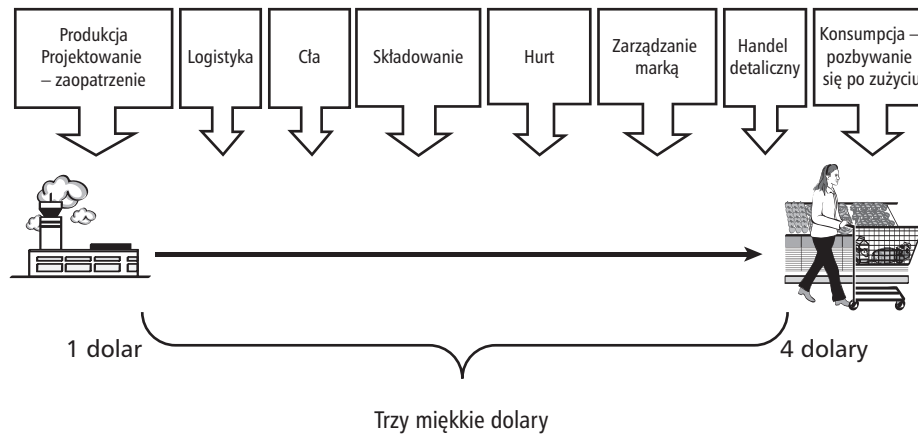 Produkcja
Projektowanie
– zaopatrzenie
Logistyka
Cła
Składowanie
Hurt
Zarządzanie
marką
Handel
detaliczny
Konsumpcja –
pozbywanie
się po zużyciu
1 dolar
4 dolary
Trzy miękkie dolary